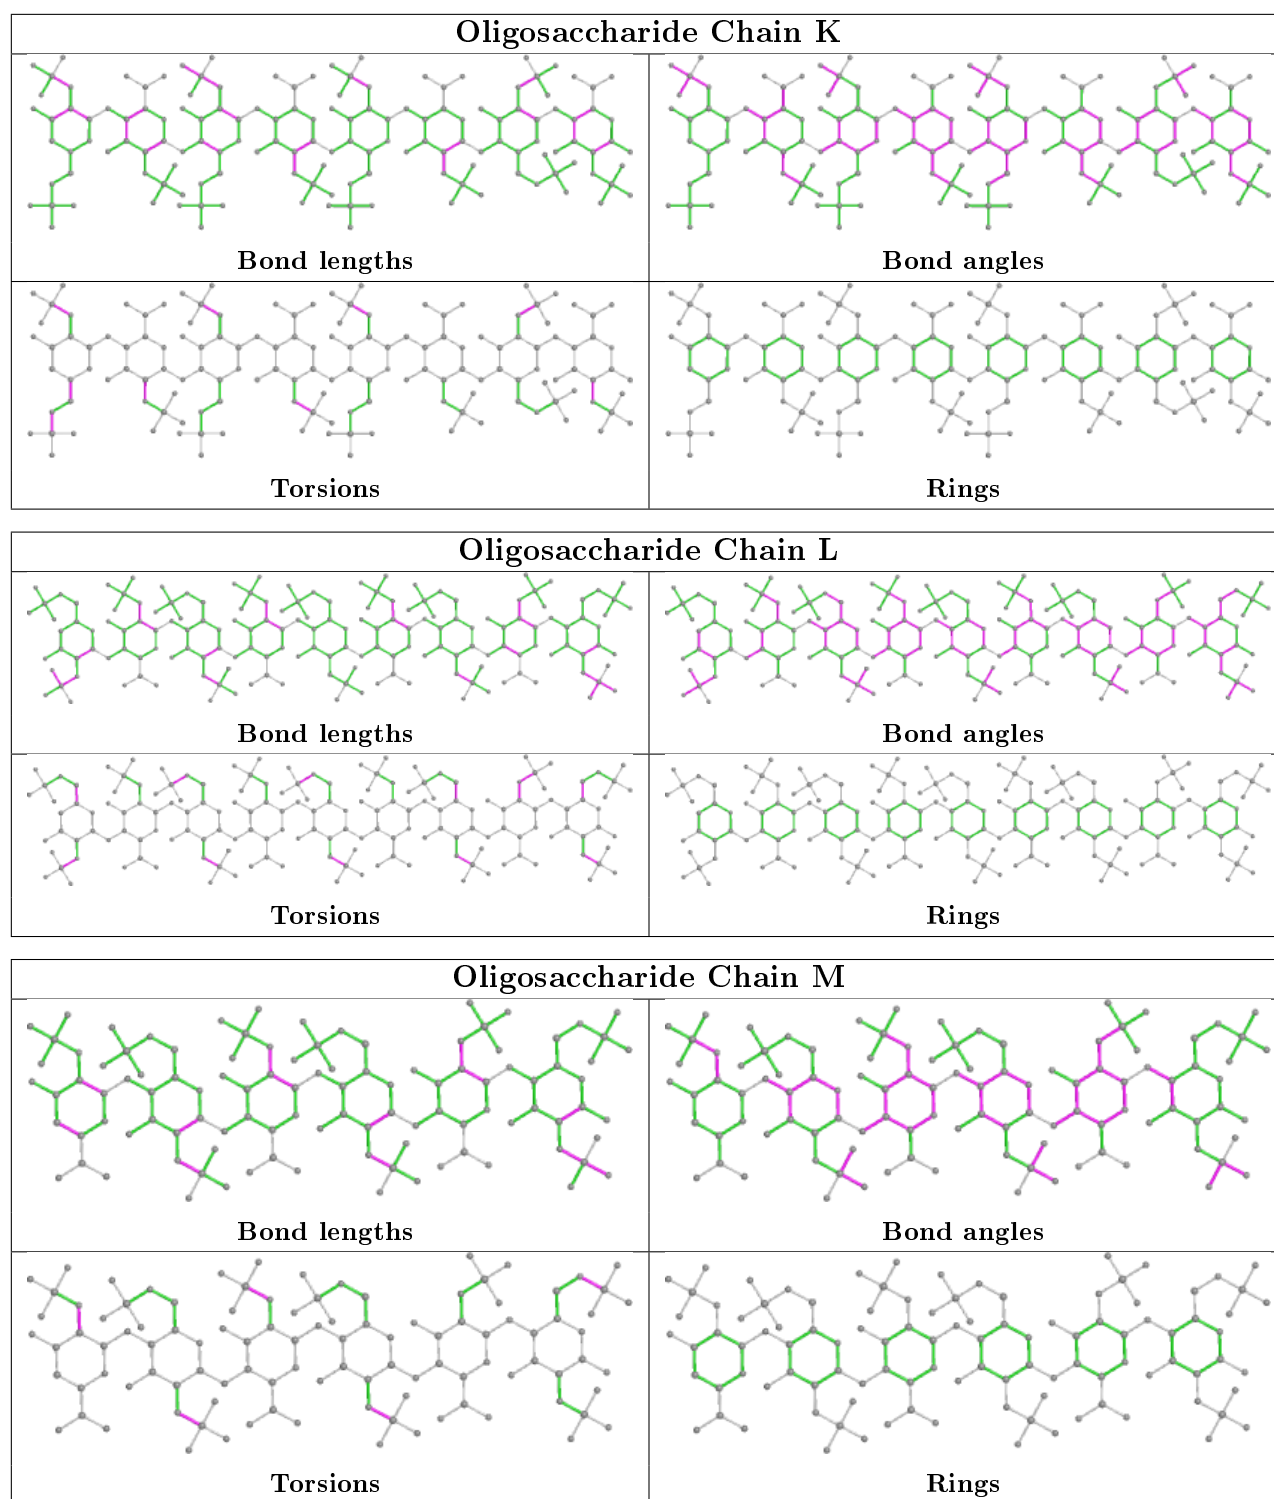 Oligosaccharide Chain K
Bond lengths
Bond angles
Torsions
Rings
Oligosaccharide Chain L
Bond lengths
Bond angles
Torsions
Rings
Oligosaccharide Chain M
Bond lengths
Bond angles
Torsions
Rings